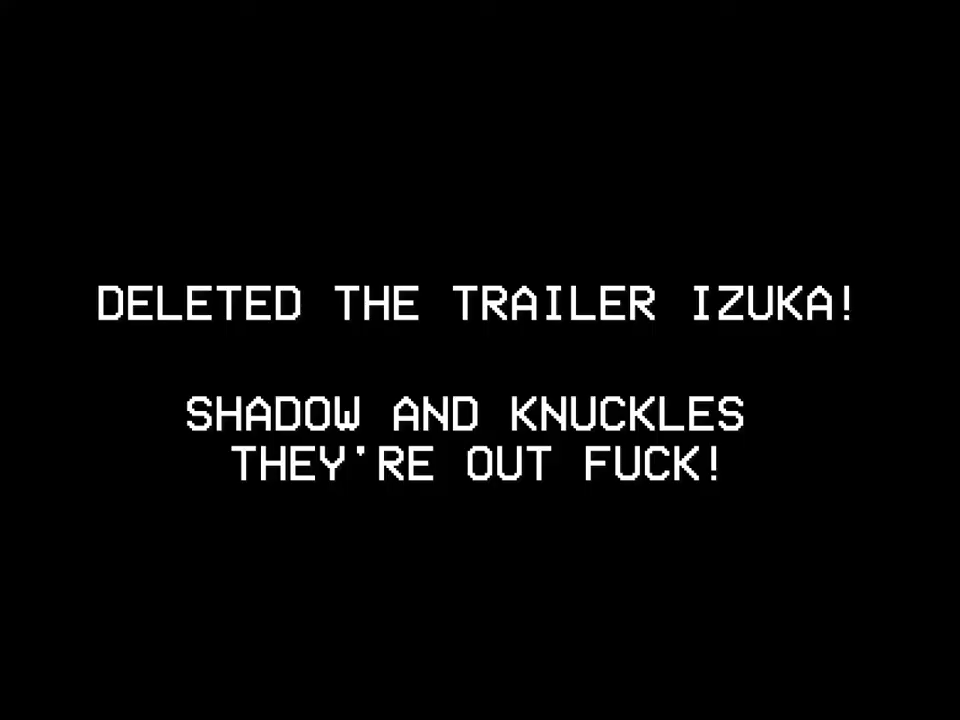 DELETED THE TRAILER IZUKA!
SHADOW AND KNUCKLES
THEY'RE OUT FUCK!